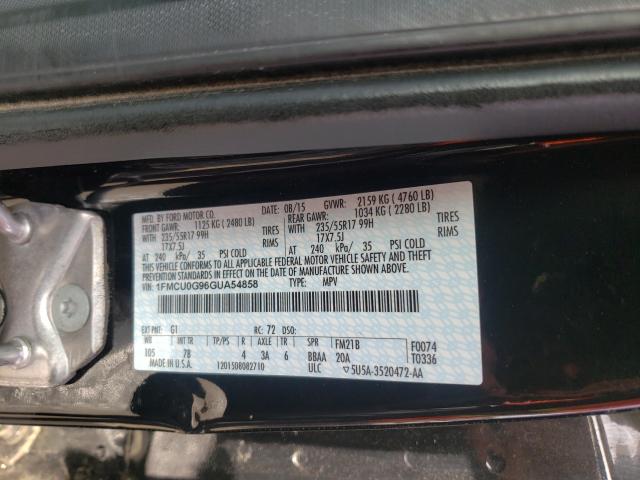 MFD. BY FORD MOTOR CO. DATE: 08/15 GVWR: 2159 KG ( 4760 LB)
FRONT GAWR: 1125 KG ( 2480 LB) REAR GAWR: 1034 KG ( 2280 LB)
WITH 235/55R17 99H TIRES WITH 235/55R17 99H TIRES
17X7.5J RIMS 17X7.5J RIMS
AT 240 kPa/ 35 PSI COLD AT 240 kPa/ 35 PSI COLD
THIS VEHICLE CONFORMS TO ALL APPLICABLE FEDERAL MOTOR VEHICLE SAFETY, BUMPER,
AND THEFT PREVENTION STANDARDS IN EFFECT ON THE DATE OF MANUFACTURE SHOWN ABOVE.
VIN: 1FMCU0G96GUA54858 TYPE: MPV
EXT PNT: G1 RC: 72 DSO: F0074
WB INT TR TP/PS R AXLE TR SPR FM21B T0336
105 78 4 3A 6 BBAA 20A
MADE IN U.S.A. 12015D8082710 ULC 5U5A-3520472-AA